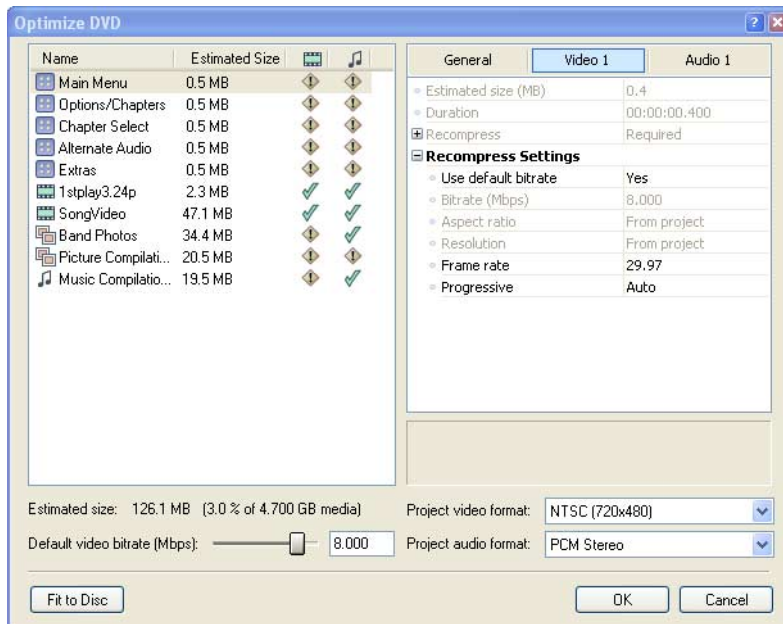 Optimize DVD
Name Estimated Size
Main Menu 0.5 MB
Options/Chapters 0.5 MB
Chapter Select 0.5 MB
Alternate Audio 0.5 MB
Extras 0.5 MB
1stplay3.24p 2.3 MB
SongVideo 47.1 MB
Band Photos 34.4 MB
Picture Compilati... 20.5 MB
Music Compilatio... 19.5 MB
General Video 1 Audio 1
Estimated size (MB) 0.4
Duration 00:00:00.400
Recompress Required
Recompress Settings
Use default bitrate Yes
Bitrate (Mbps) 8.000
Aspect ratio From project
Resolution From project
Frame rate 29.97
Progressive Auto
Estimated size: 126.1 MB (3.0 % of 4.700 GB media)
Default video bitrate (Mbps): 8.000
Project video format: NTSC (720x480)
Project audio format: PCM Stereo
Fit to Disc OK Cancel